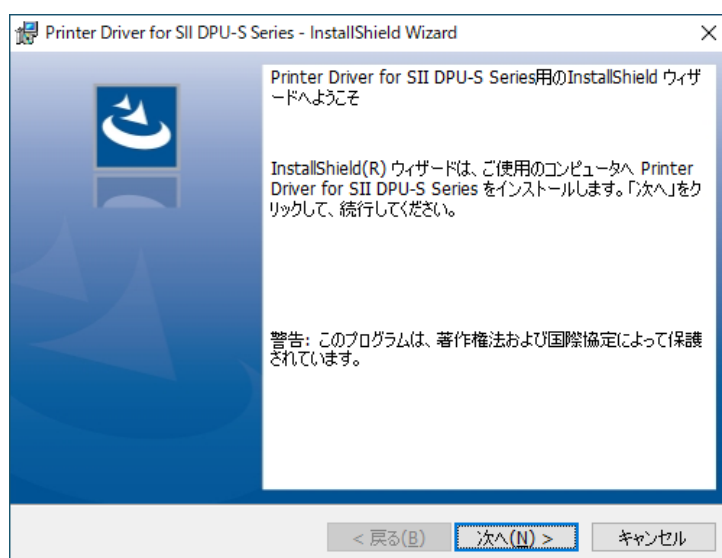 Printer Driver for SII DPU-S Series - InstallShield Wizard
Printer Driver for SII DPU-S Series用のInstallShield ウィザ
ードへようこそ
InstallShield(R) ウィザードは、ご使用のコンピュータへ Printer
Driver for SII DPU-S Series をインストールします。「次へ」をク
リックして、続行してください。
警告: このプログラムは、著作権法および国際協定によって保護
されています。
< 戻る(B)
次へ(N) >
キャンセル